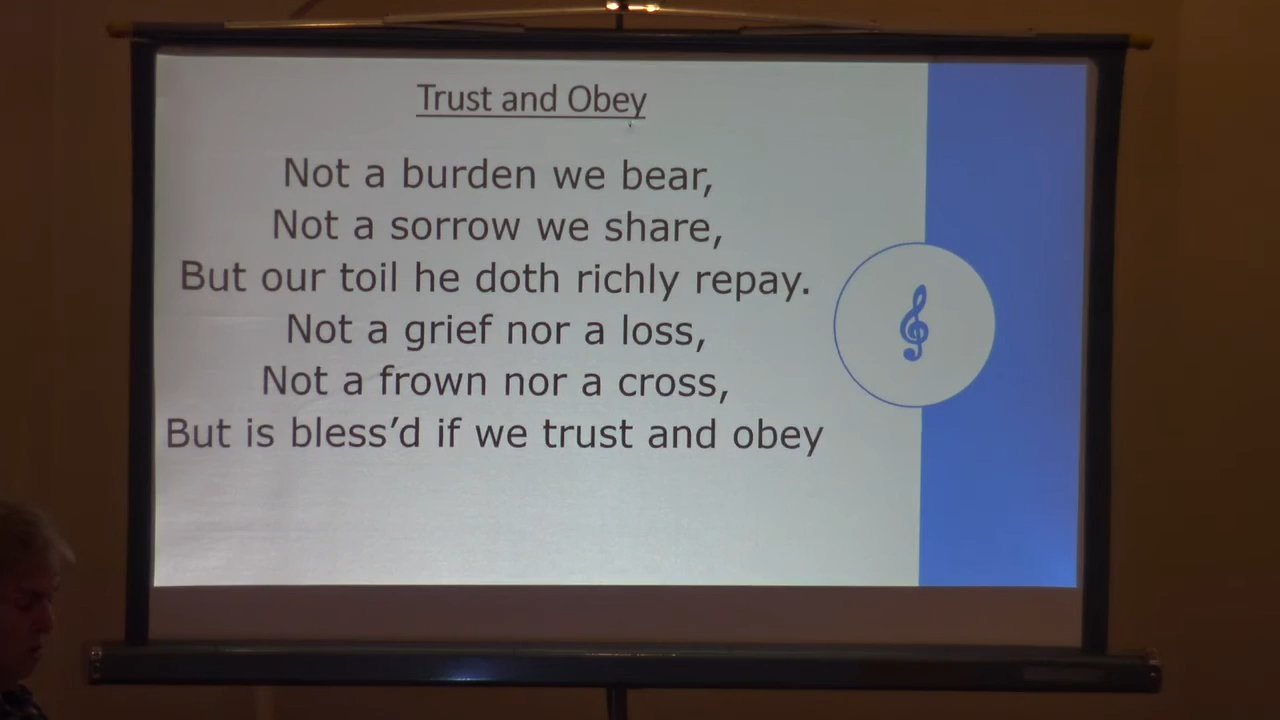 Trust and Obey
Not a burden we bear,
Not a sorrow we share,
But our toil he doth richly repay.
Not a grief nor a loss,
Not a frown nor a cross,
But is bless’d if we trust and obey